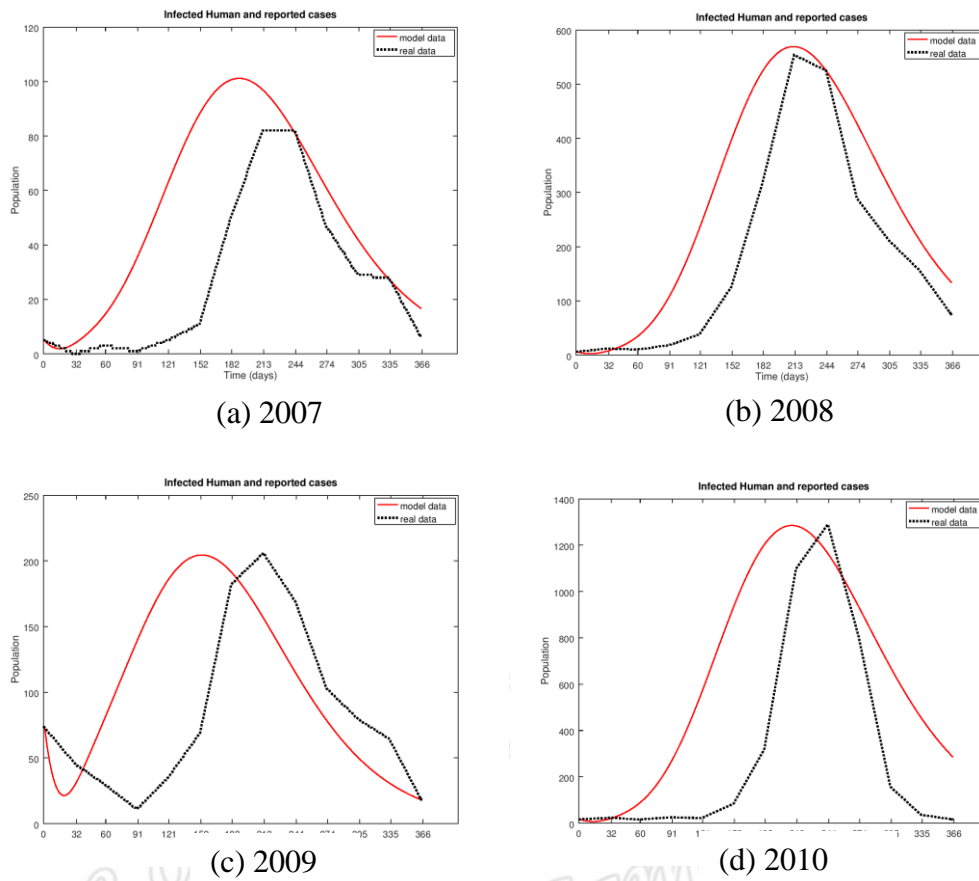 Infected Human and reported cases
120
100
80
60
40
20
0
Population
model data
real data
0 32 60 91 121 152 182 213 244 274 305 335 366
Time (days)
(a) 2007
Infected Human and reported cases
600
500
400
300
200
100
0
Population
model data
real data
0 32 60 91 121 152 182 213 244 274 305 335 366
Time (days)
(b) 2008
Infected Human and reported cases
250
200
150
100
50
0
Population
model data
real data
0 32 60 91 121 244 335 366
(c) 2009
Infected Human and reported cases
1400
1200
1000
800
600
400
200
0
Population
model data
real data
0 32 60 91 335 366
(d) 2010